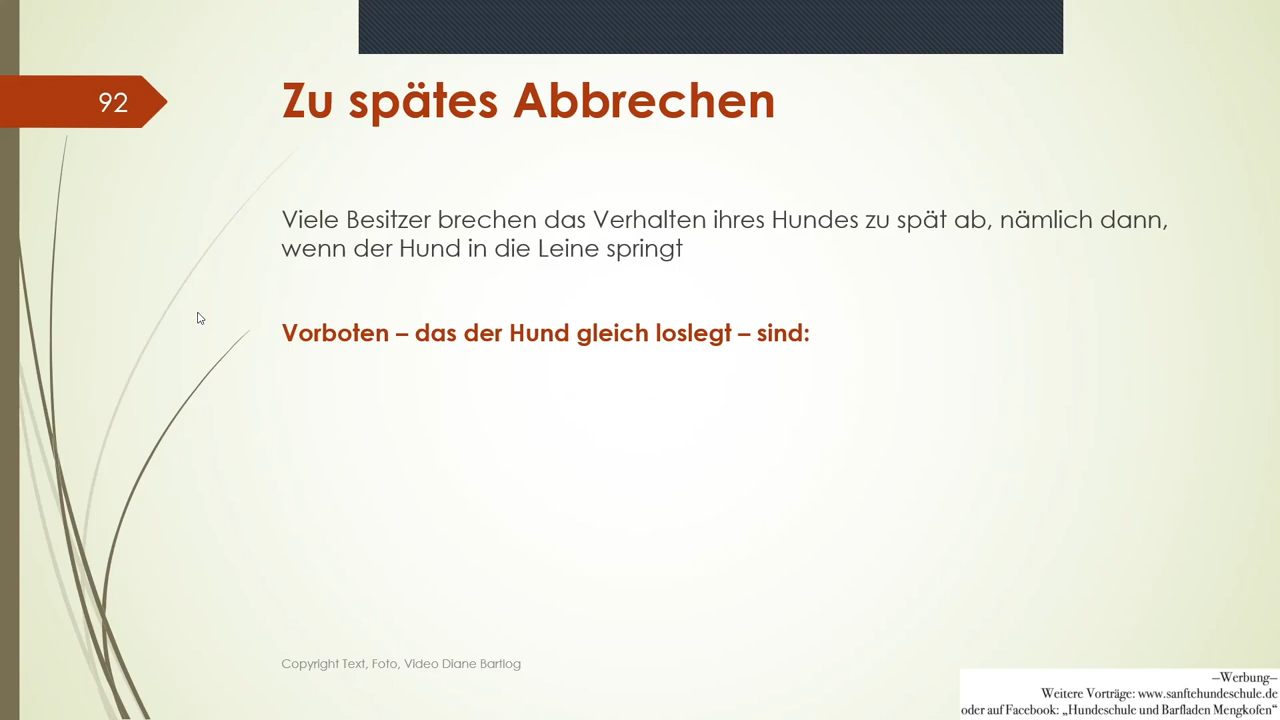 92
Zu spätes Abbrechen
Viele Besitzer brechen das Verhalten ihres Hundes zu spät ab, nämlich dann,
wenn der Hund in die Leine springt
Vorboten – das der Hund gleich loslegt – sind:
Copyright Text, Foto, Video Diane Bartlog
—Werbung—
Weitere Vorträge: www.sanftehundeschule.de
oder auf Facebook: „Hundeschule und Barfladen Mengkofen“